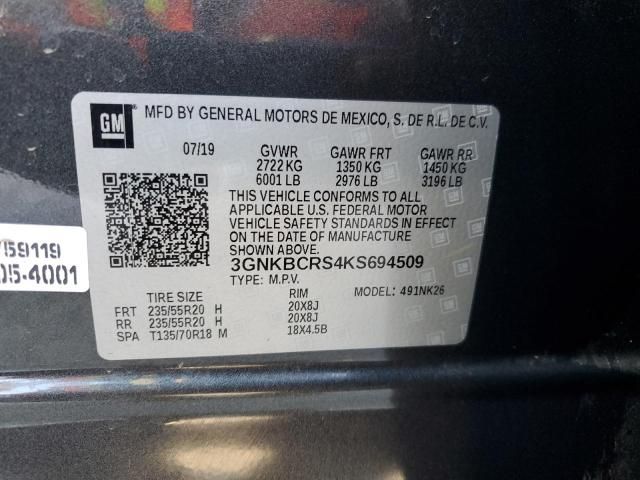 GM ®
MFD BY GENERAL MOTORS DE MEXICO, S. DE R.L. DE C.V.
07/19 GVWR GAWR FRT GAWR RR
2722 KG 1350 KG 1450 KG
6001 LB 2976 LB 3196 LB
THIS VEHICLE CONFORMS TO ALL
APPLICABLE U.S. FEDERAL MOTOR
VEHICLE SAFETY STANDARDS IN
EFFECT ON THE DATE OF MANUFACTURE
SHOWN ABOVE.
3GNKBCRS4KS694509
TYPE: M.P.V. MODEL: 491NK26
TIRE SIZE RIM
FRT 235/55R20 H 20X8J
RR 235/55R20 H 20X8J
SPA T135/70R18 M 18X4.5B
59119
05-4001